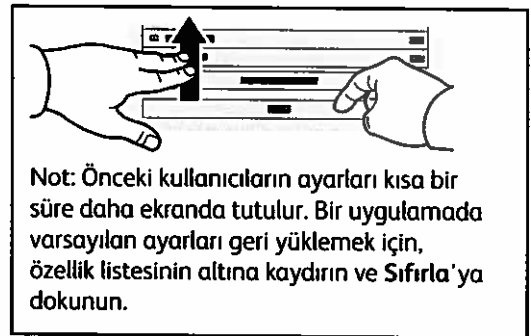 Not: Önceki kullanıcıların ayarları kısa bir
süre daha ekranda tutulur. Bir uygulamada
varsayılan ayarları geri yüklemek için,
özellik listesinin altına kaydırın ve Sıfırla'ya
dokunun.